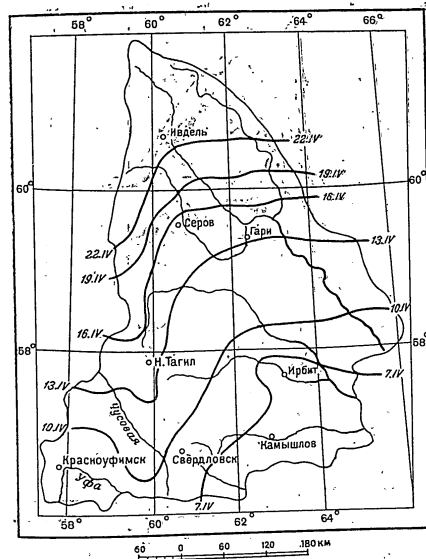 58° 60° 62° 64° 66°
Ивдель
22.IV
60° 19.IV 60°
16.IV
Серов
Гари
13.IV
22.IV
19.IV
10.IV
16.IV
58° 58°
Н.Тагил
7.IV
Ирбит
13.IV
Чусовая
10.IV
Камышлов
Красноуфимск
Свердловск
Уфа
7.IV
58° 60° 62° 64°
60 0 60 120 180 км